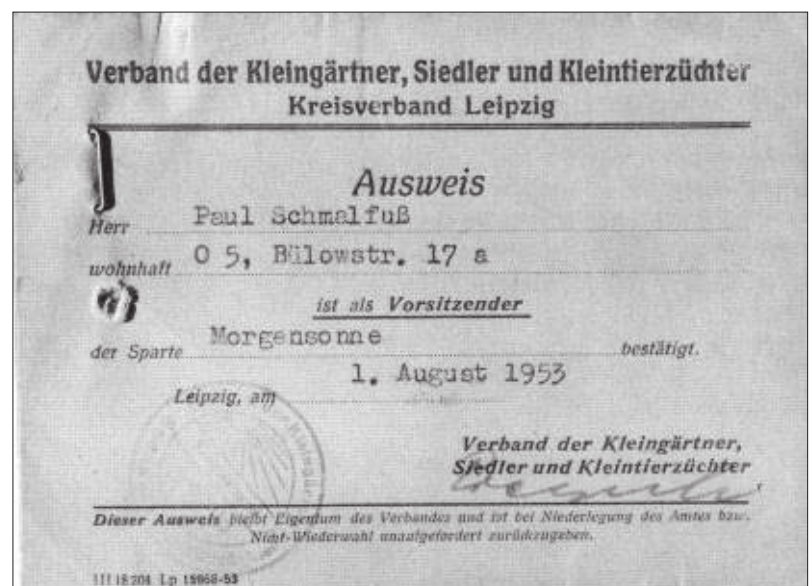 Verband der Kleingärtner, Siedler und Kleintierzüchter
Kreisverband Leipzig
Ausweis
Herr Paul Schmalfuß
wohnhaft O 5, Bülowstr. 17 a
ist als Vorsitzender
der Sparte Morgensonne bestätigt.
Leipzig, am 1. August 1953
Verband der Kleingärtner,
Siedler und Kleintierzüchter
Dieser Ausweis bleibt Eigentum des Verbandes und ist bei Niederlegung des Amtes bzw.
Nicht-Wiederwahl unaufgefordert zurückzugeben.
III 18 204 Lp 15968-53